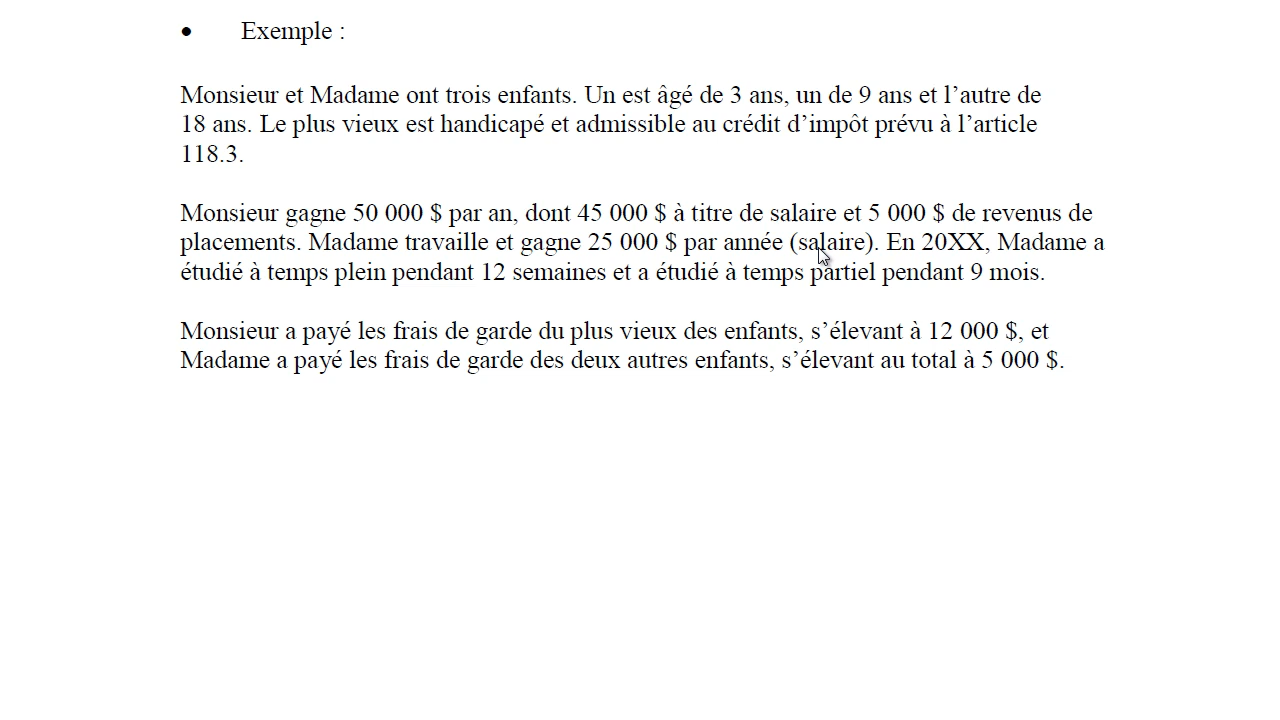 • Exemple :
Monsieur et Madame ont trois enfants. Un est âgé de 3 ans, un de 9 ans et l’autre de
18 ans. Le plus vieux est handicapé et admissible au crédit d’impôt prévu à l’article
118.3.
Monsieur gagne 50 000 $ par an, dont 45 000 $ à titre de salaire et 5 000 $ de revenus de
placements. Madame travaille et gagne 25 000 $ par année (salaire). En 20XX, Madame a
étudié à temps plein pendant 12 semaines et a étudié à temps partiel pendant 9 mois.
Monsieur a payé les frais de garde du plus vieux des enfants, s’élevant à 12 000 $, et
Madame a payé les frais de garde des deux autres enfants, s’élevant au total à 5 000 $.